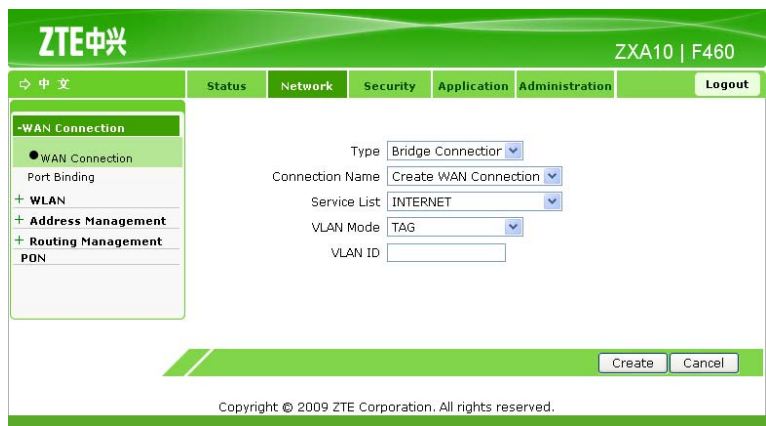 ZTE中兴
ZXA10 | F460
中 文
Status Network Security Application Administration Logout
-WAN Connection
WAN Connection
Port Binding
+ WLAN
+ Address Management
+ Routing Management
PON
Type Bridge Connectior
Connection Name Create WAN Connection
Service List INTERNET
VLAN Mode TAG
VLAN ID
Create Cancel
Copyright © 2009 ZTE Corporation. All rights reserved.